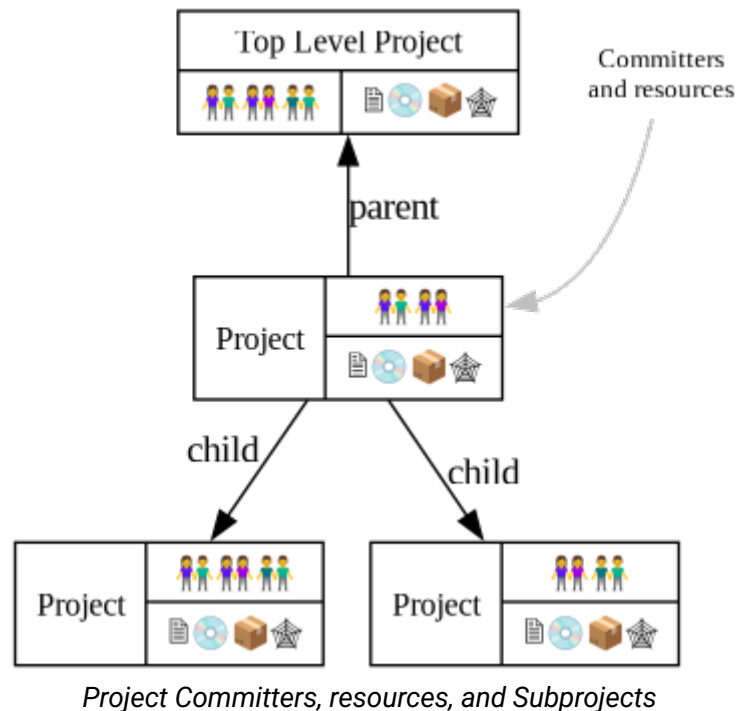 Top Level Project
Committers
and resources
parent
Project
child
child
Project
Project
Project Committers, resources, and Subprojects